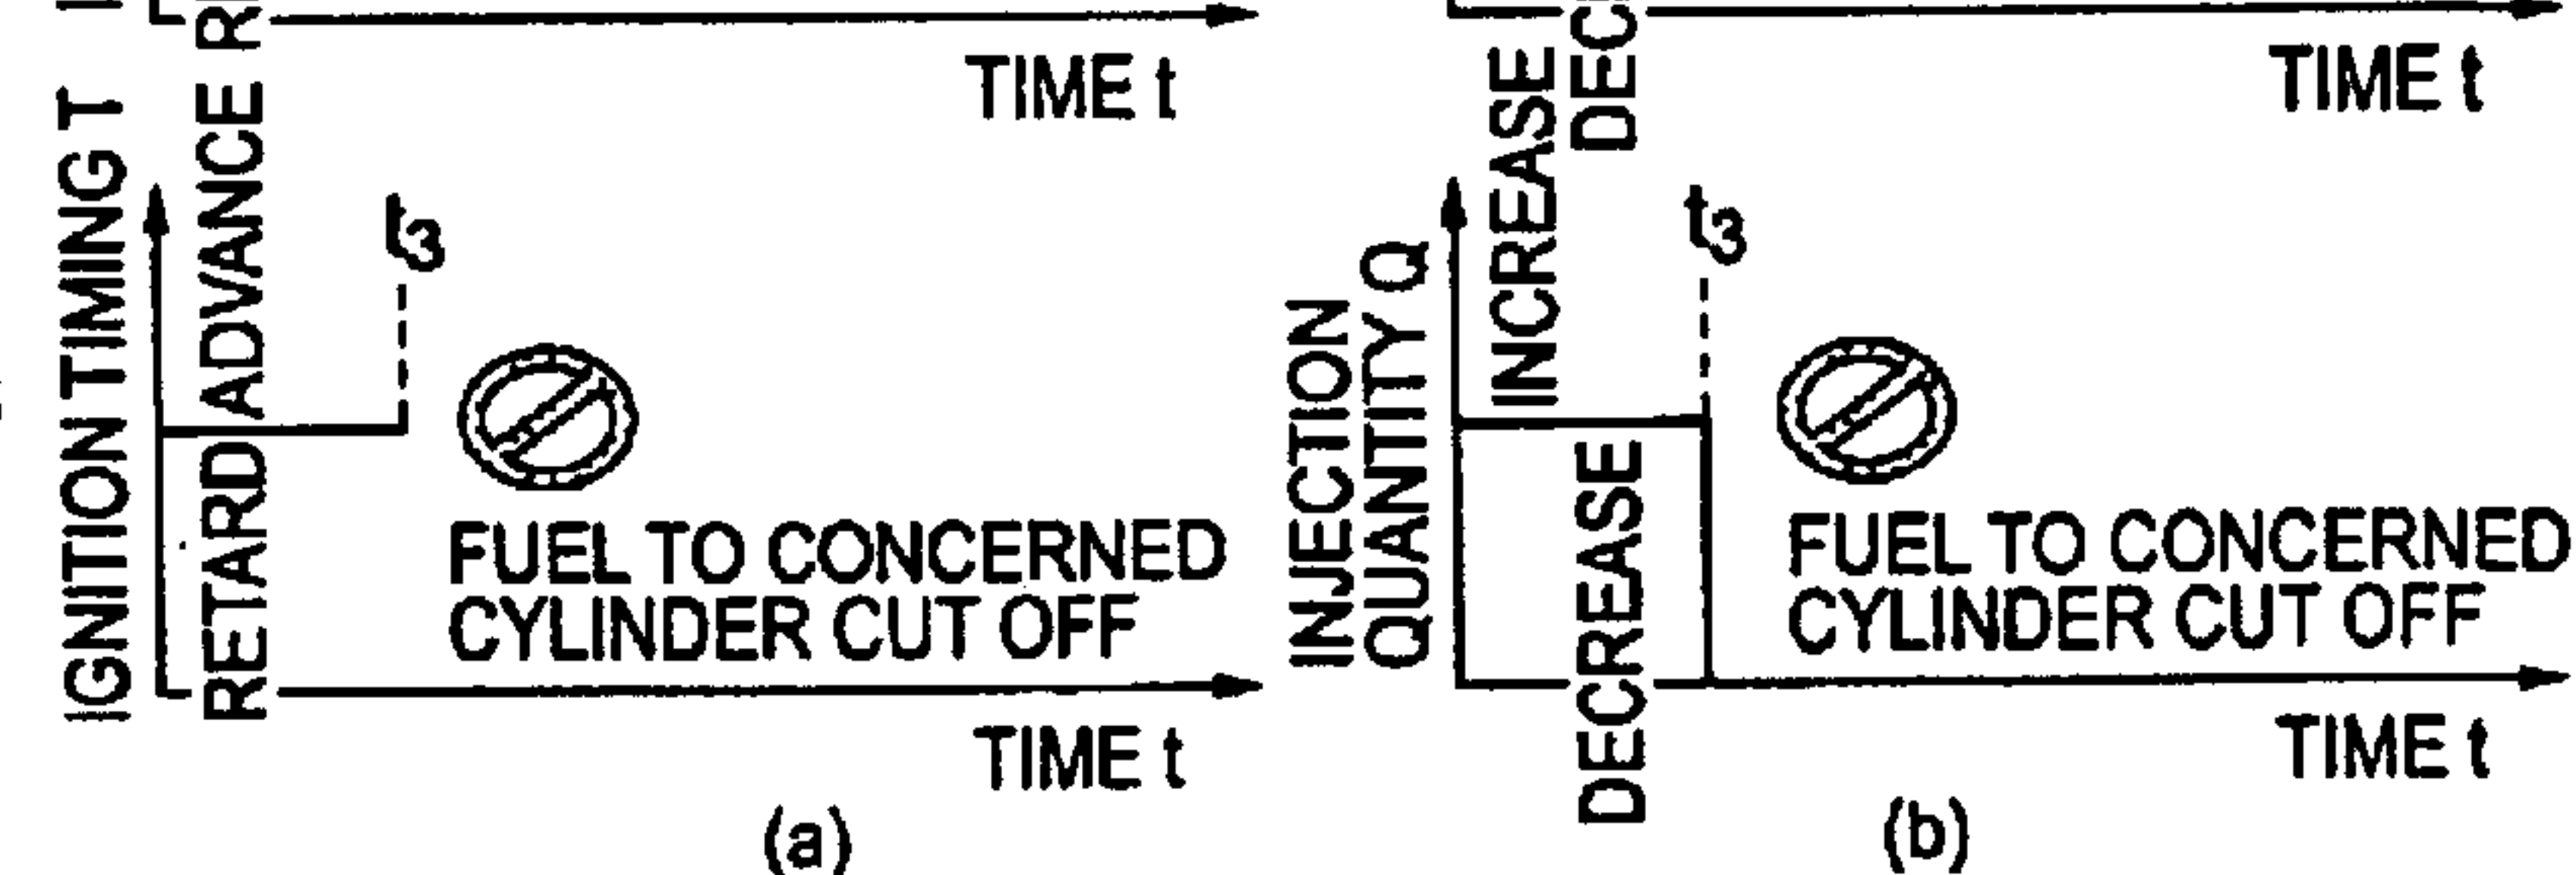 TIME t
TIME t
IGNITION TIMING T
RETARD ADVANCE
t3
FUEL TO CONCERNED
CYLINDER CUT OFF
TIME t
(a)
INJECTION
QUANTITY Q
INCREASE
DECREASE
t3
FUEL TO CONCERNED
CYLINDER CUT OFF
TIME t
(b)